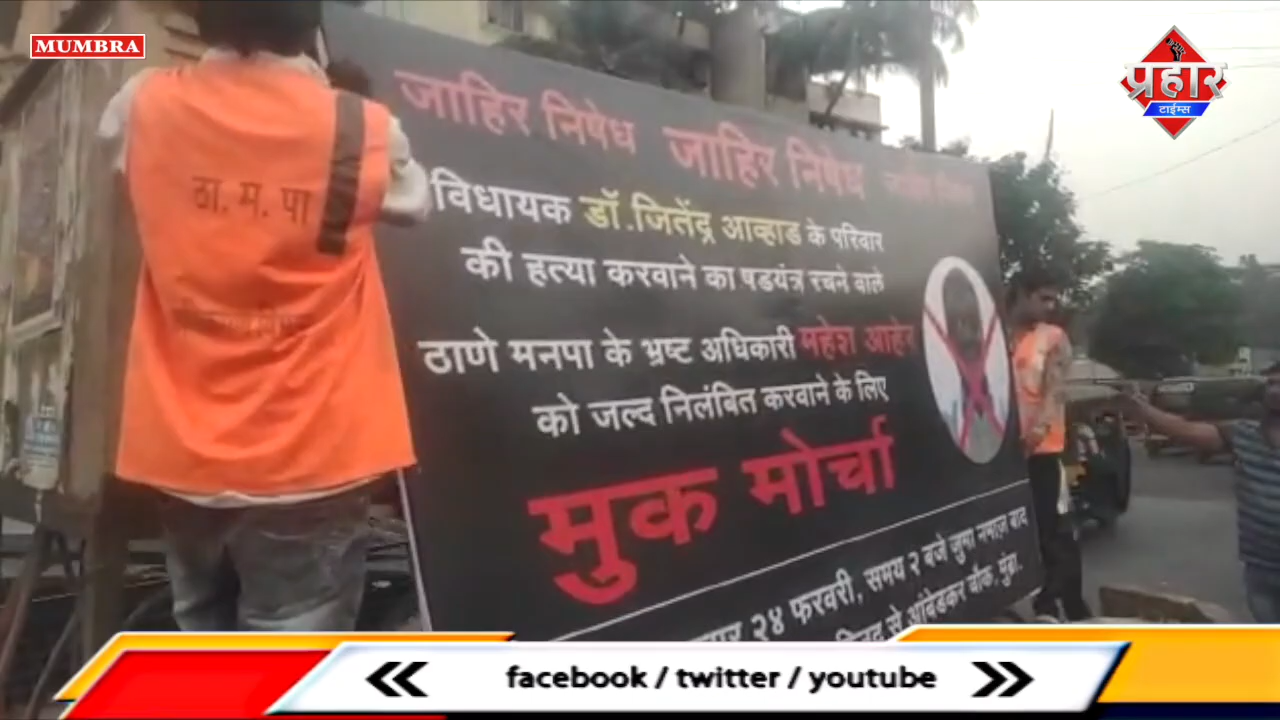 MUMBRA
प्रहार
टाईम्स
ठा. म. पा
जाहिर निषेध जाहिर निषेध जाहिर निषेध
विधायक डॉ.जितेंद्र आव्हाड के परिवार
की हत्या करवाने का षडयंत्र रचने वाले
ठाणे मनपा के भ्रष्ट अधिकारी महेश आहेर
को जल्द निलंबित करवाने के लिए
मुक मोर्चा
२४ फरवरी, समय २ बजे जुमा नमाज़ बाद
से आंबेडकर चौक, मुंब्रा.
facebook / twitter / youtube